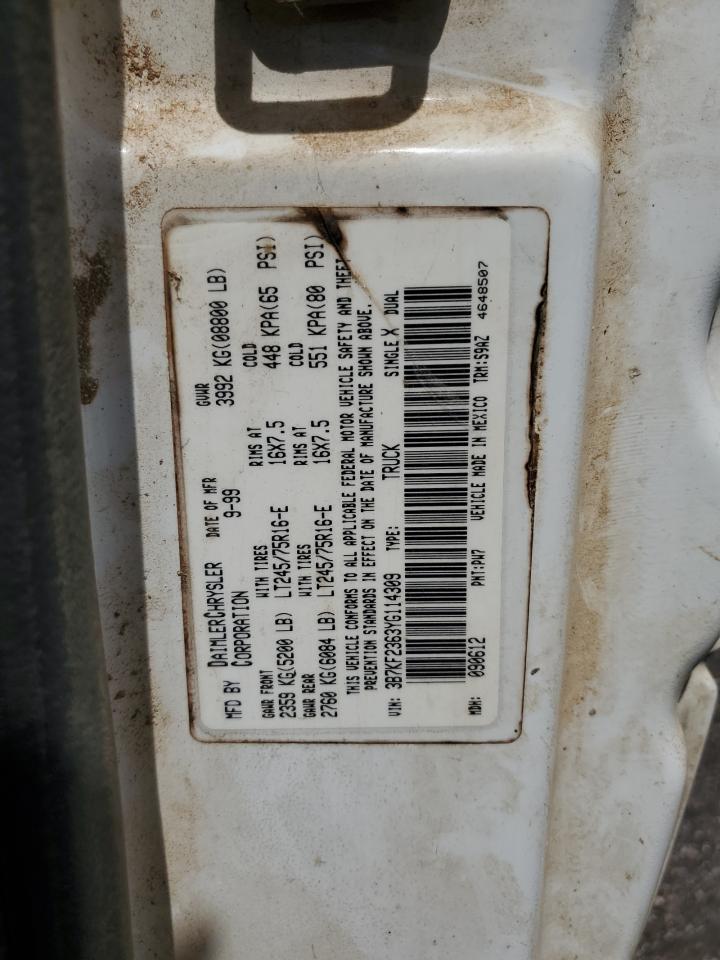 MFD BY DAIMLERCHRYSLER CORPORATION DATE OF MFR 9-99 GVWR 3992 KG(08800 LB)
GAWR FRONT WITH TIRES RIMS AT COLD
2359 KG(5200 LB) LT245/75R16-E 16X7.5 448 KPA(65 PSI)
GAWR REAR WITH TIRES RIMS AT COLD
2760 KG(6084 LB) LT245/75R16-E 16X7.5 551 KPA(80 PSI)
THIS VEHICLE CONFORMS TO ALL APPLICABLE FEDERAL MOTOR VEHICLE SAFETY AND THEFT
PREVENTION STANDARDS IN EFFECT ON THE DATE OF MANUFACTURE SHOWN ABOVE.
VIN: 3B7KF2363YG114309 TYPE: TRUCK SINGLE X DUAL
MDH: 090612 PNT:PW7 VEHICLE MADE IN MEXICO TRM:S9AZ 4648507